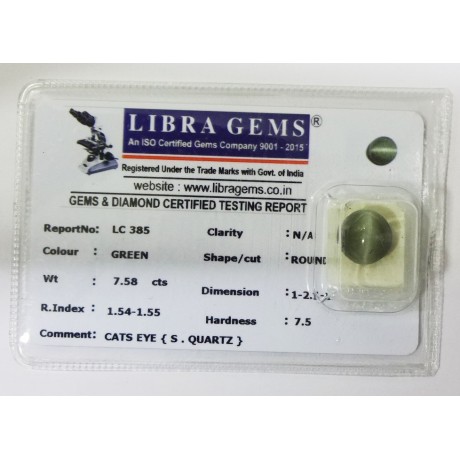 LIBRA GEMS®
An ISO Certified Gems Company 9001 - 2015
Registered Under the Trade Marks with Govt. of India
website : www.libragems.co.in
GEMS & DIAMOND CERTIFIED TESTING REPORT
ReportNo: LC 385 Clarity : N/A
Colour : GREEN Shape/cut : ROUND
Wt : 7.58 cts Dimension :
R.Index : 1.54-1.55 Hardness : 7.5
Comment: CATS EYE { S . QUARTZ }